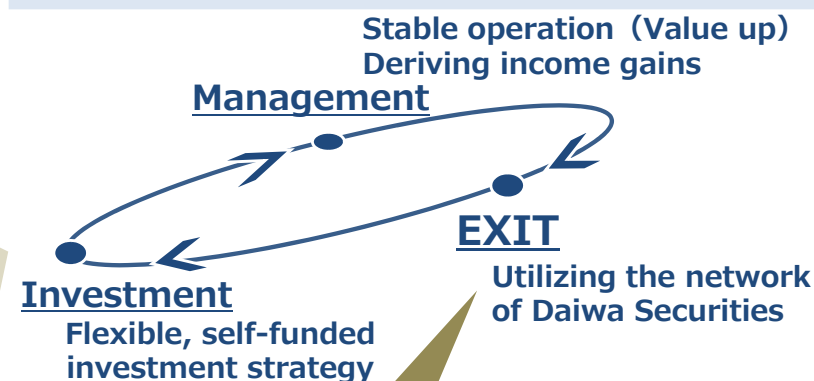 Stable operation（Value up）
Deriving income gains
Management
EXIT
Utilizing the network
of Daiwa Securities
Investment
Flexible, self-funded
investment strategy